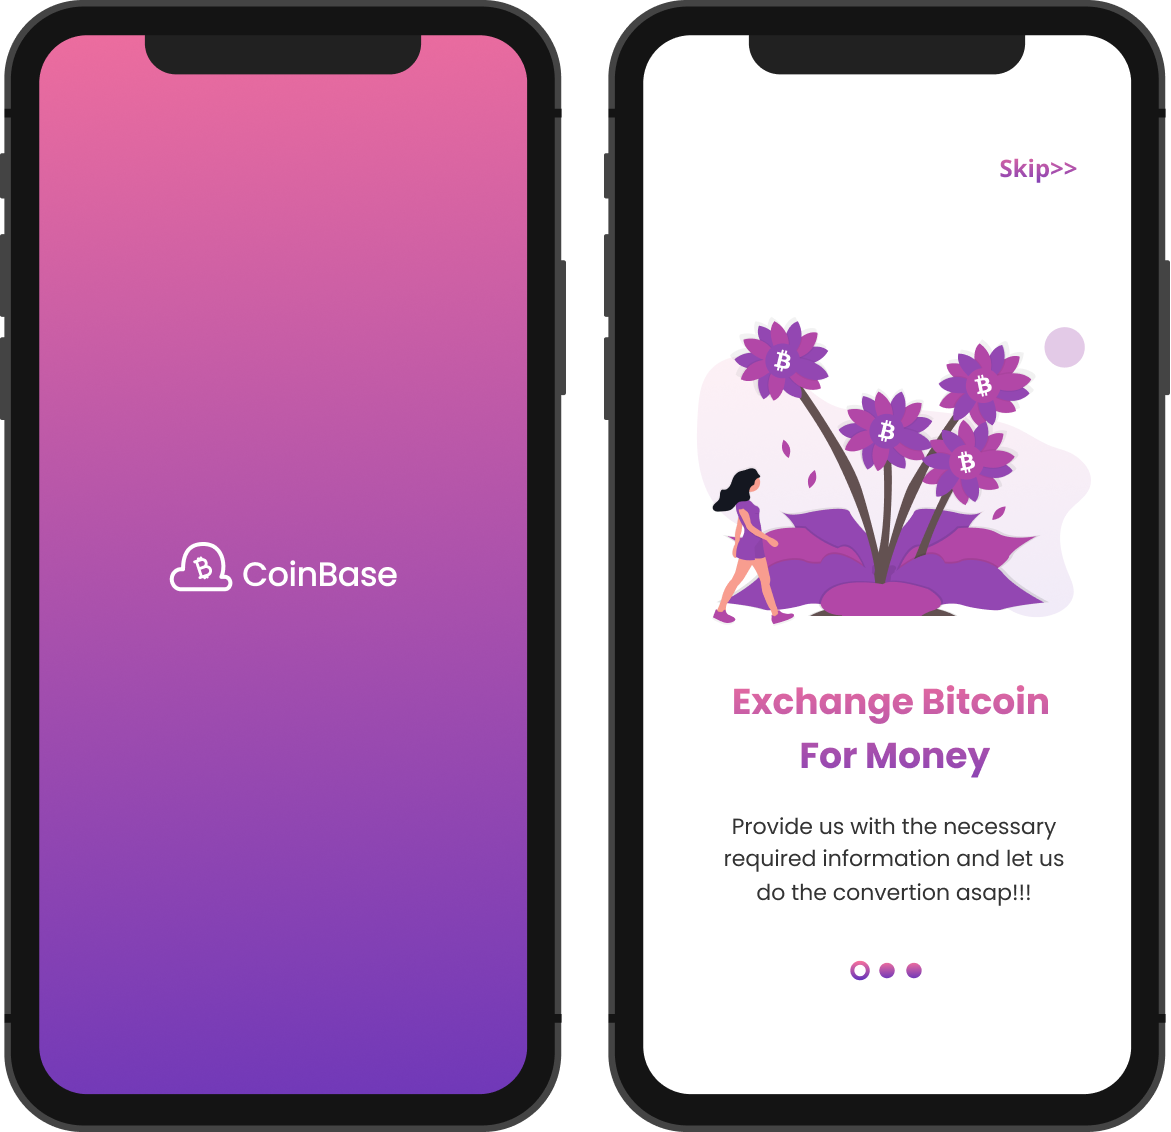 CoinBase
Skip>>
Exchange Bitcoin
For Money
Provide us with the necessary
required information and let us
do the convertion asap!!!